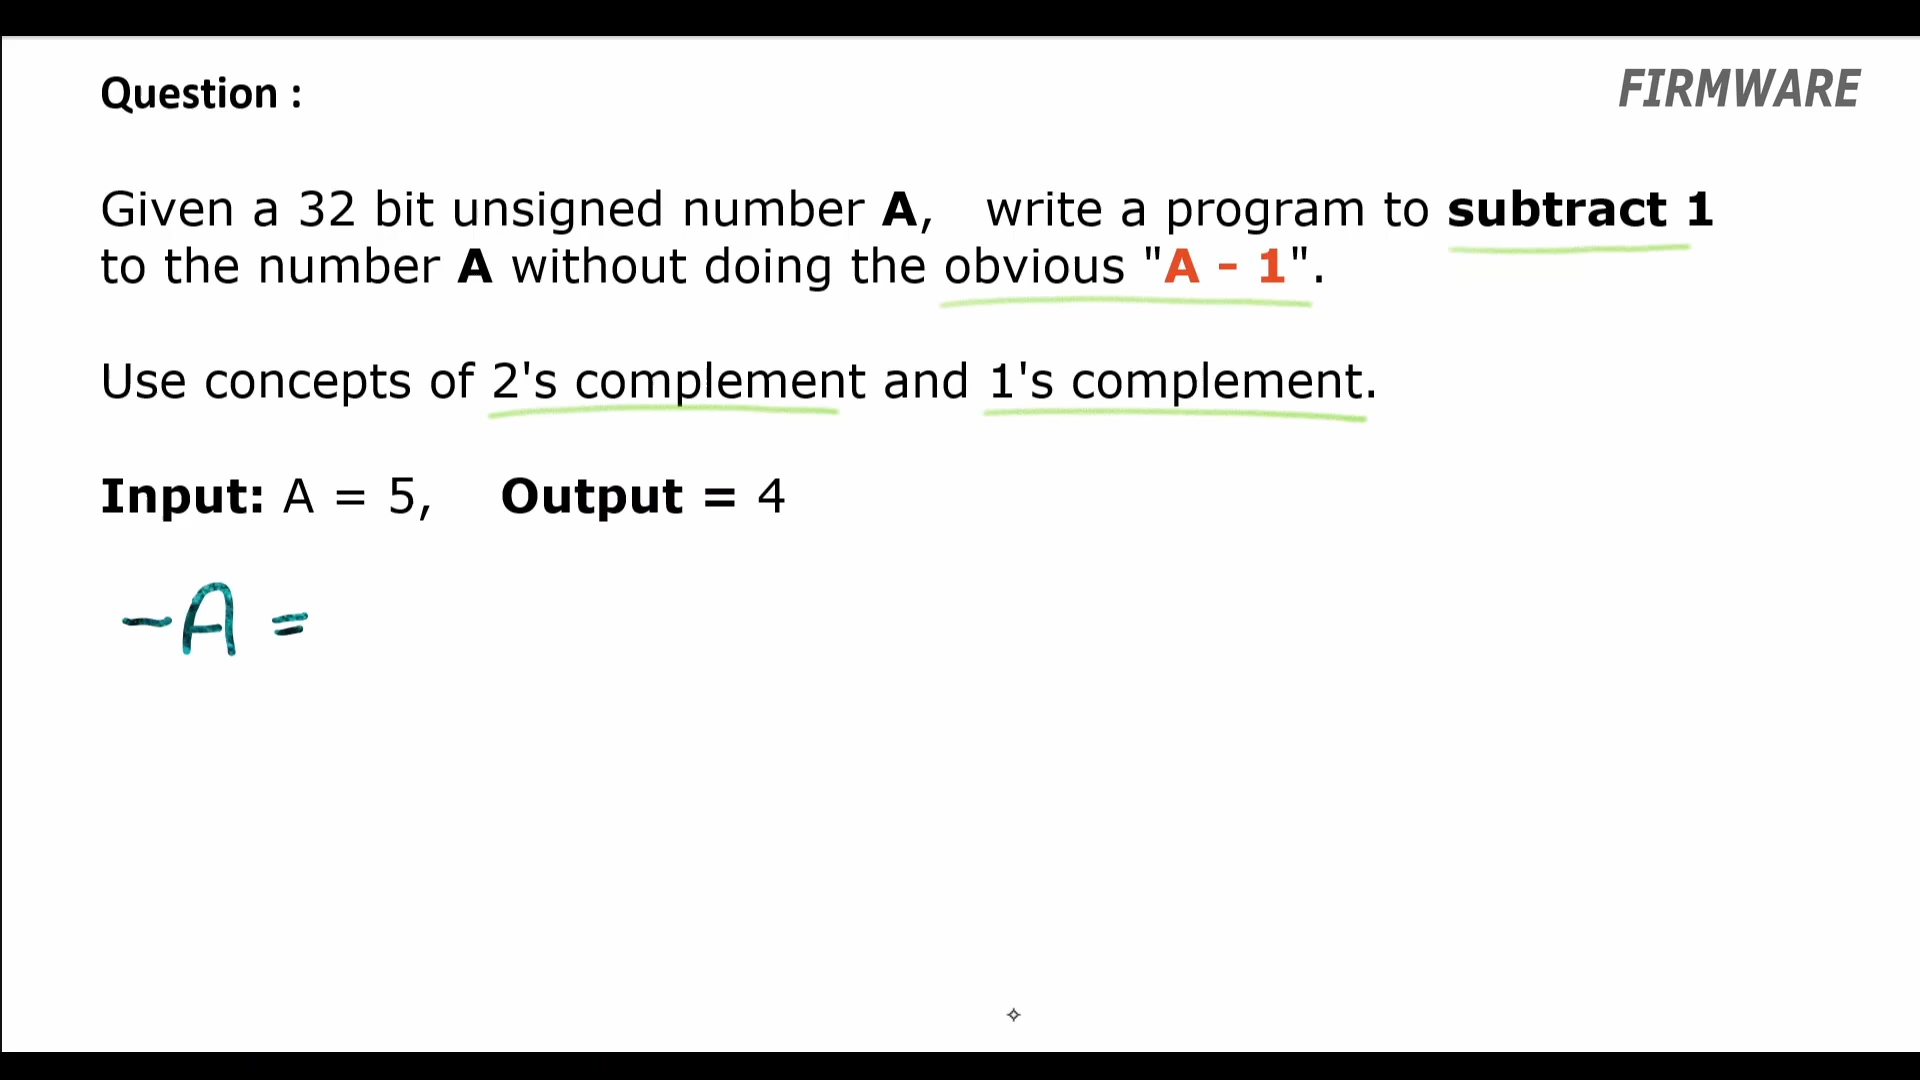 Question :
FIRMWARE
Given a 32 bit unsigned number A, write a program to subtract 1
to the number A without doing the obvious "A - 1".
Use concepts of 2's complement and 1's complement.
Input: A = 5, Output = 4
-A =